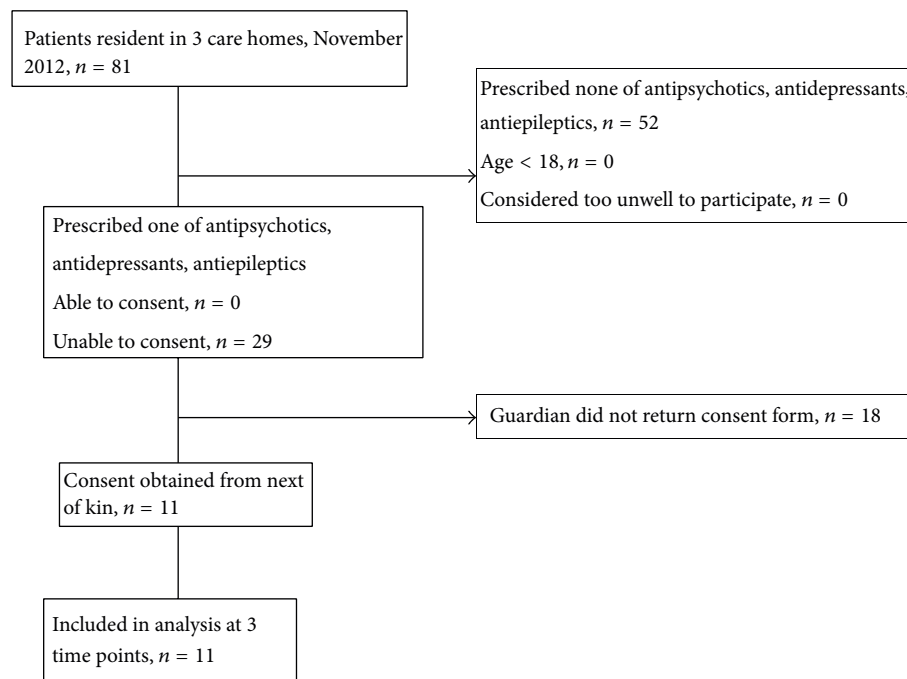 Patients resident in 3 care homes, November
2012, n = 81
Prescribed none of antipsychotics, antidepressants,
antiepileptics, n = 52
Age < 18, n = 0
Considered too unwell to participate, n = 0
Prescribed one of antipsychotics,
antidepressants, antiepileptics
Able to consent, n = 0
Unable to consent, n = 29
Guardian did not return consent form, n = 18
Consent obtained from next
of kin, n = 11
Included in analysis at 3
time points, n = 11